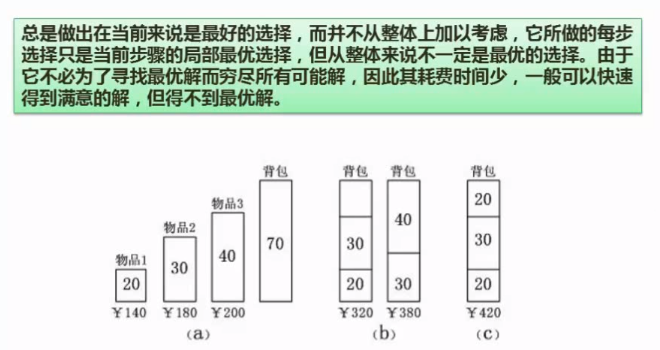 总是做出在当前来说是最好的选择，而并不从整体上加以考虑，它所做的每步
选择只是当前步骤的局部最优选择，但从整体来说不一定是最优的选择。由于
它不必为了寻找最优解而穷尽所有可能解，因此其耗费时间少，一般可以快速
得到满意的解，但得不到最优解。
物品1
20
￥140
物品2
30
￥180
物品3
40
￥200
背包
70
(a)
背包
30
20
￥320
背包
40
30
￥380
(b)
背包
20
30
20
￥420
(c)